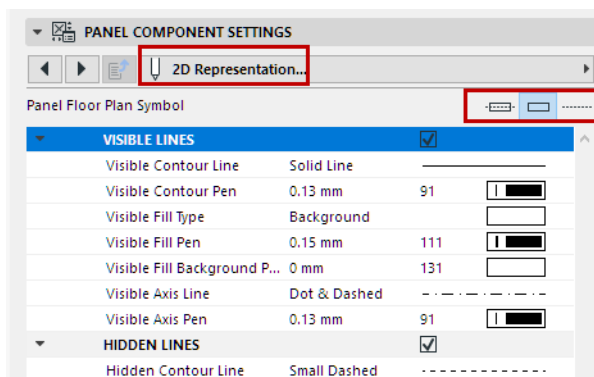 PANEL COMPONENT SETTINGS
2D Representation...
Panel Floor Plan Symbol
VISIBLE LINES
Visible Contour Line Solid Line
Visible Contour Pen 0.13 mm 91
Visible Fill Type Background
Visible Fill Pen 0.15 mm 111
Visible Fill Background P... 0 mm 131
Visible Axis Line Dot & Dashed
Visible Axis Pen 0.13 mm 91
HIDDEN LINES
Hidden Contour Line Small Dashed